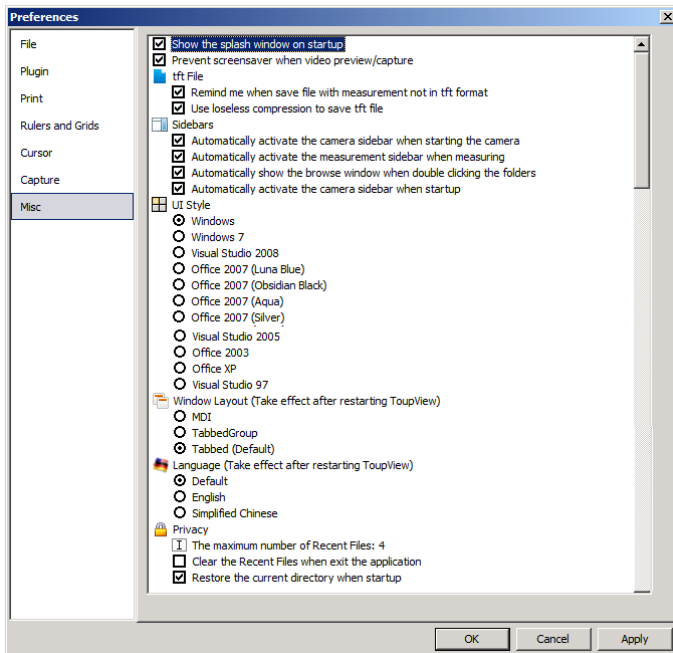 Preferences
File
Plugin
Print
Rulers and Grids
Cursor
Capture
Misc
Show the splash window on startup
Prevent screensaver when video preview/capture
tft File
Remind me when save file with measurement not in tft format
Use loseless compression to save tft file
Sidebars
Automatically activate the camera sidebar when starting the camera
Automatically activate the measurement sidebar when measuring
Automatically show the browse window when double clicking the folders
Automatically activate the camera sidebar when startup
UI Style
Windows
Windows 7
Visual Studio 2008
Office 2007 (Luna Blue)
Office 2007 (Obsidian Black)
Office 2007 (Aqua)
Office 2007 (Silver)
Visual Studio 2005
Office 2003
Office XP
Visual Studio 97
Window Layout (Take effect after restarting ToupView)
MDI
TabbedGroup
Tabbed (Default)
Language (Take effect after restarting ToupView)
Default
English
Simplified Chinese
Privacy
The maximum number of Recent Files: 4
Clear the Recent Files when exit the application
Restore the current directory when startup
OK Cancel Apply